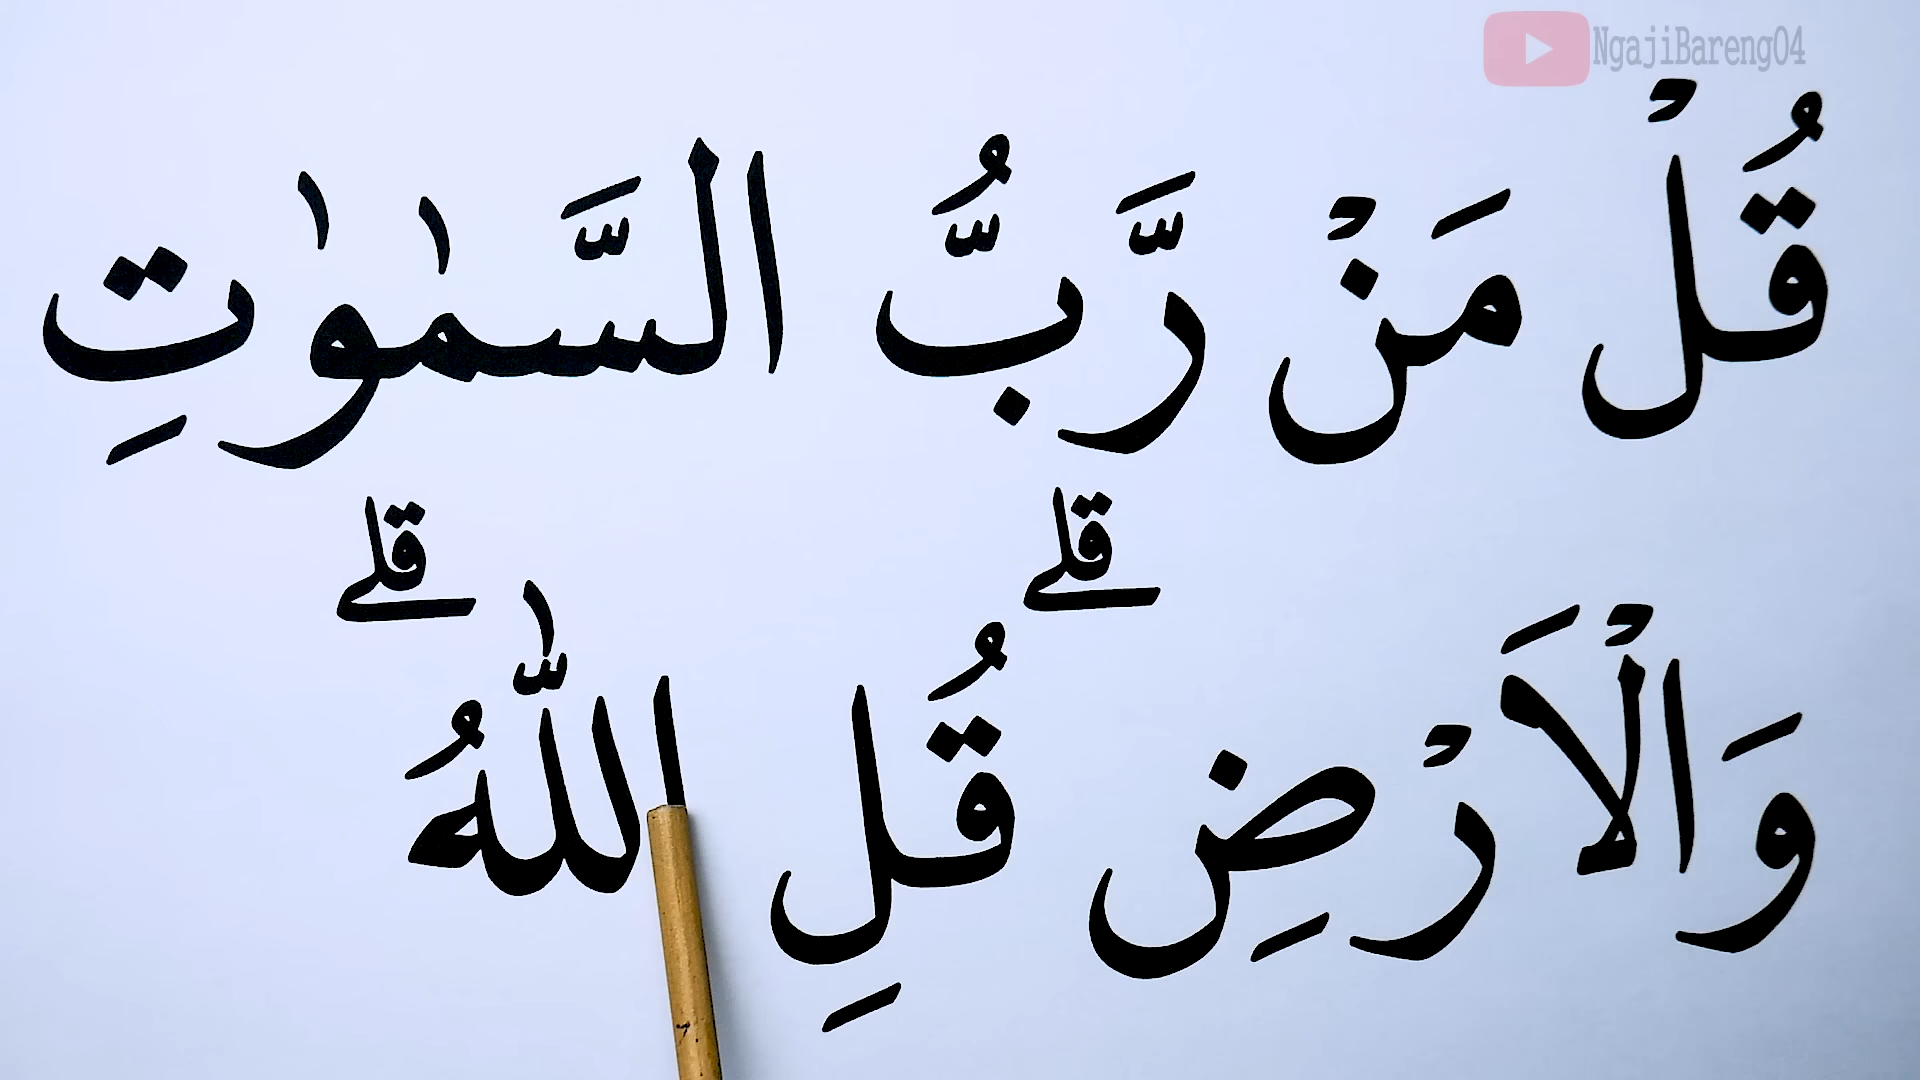 NgajiBareng04
قُلْ مَنْ رَّبُّ السَّمٰوٰتِ
وَالْاَرْضِ ۗ قُلِ اللّٰهُ ۗ